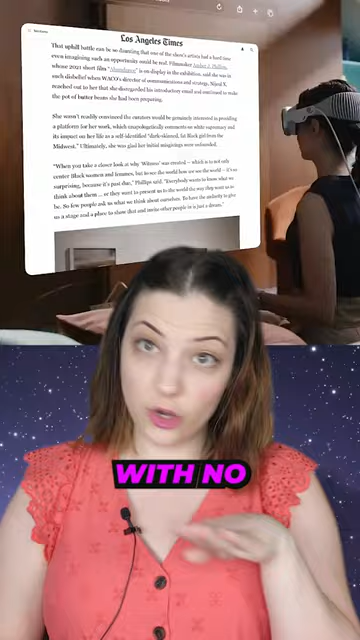 Los Angeles Times
That uphill battle can be so daunting that one of the show's artists had a hard time
even imagining such an opportunity could be real. Filmmaker
whose 2021 short film " " is on display in the exhibition, said she was in
such disbelief when WACO's director of communications and strategy,
reached out to her that she disregarded his introductory email and continued to make
the pot of butter beans she had been preparing.
She wasn't readily convinced the curators would be genuinely interested in providing
a platform for her work, which unapologetically comments on white supremacy and
its impact on her life as a self-identified "dark-skinned, fat Black girl from the
Midwest." Ultimately, she was glad her initial misgivings were unfounded.
"When you take a closer look at why 'Witness' was created — which is to not only
center Black women and femmes, but to see the world how we see the world — it's so
surprising, because it's past due," Phillips said. "Everybody wants to know what we
think about them ... or they want to present us to the world the way they want us to
be. So few people ask us what we think about ourselves. To have the audacity to give
us a stage and a place to show that and invite other people in is just a dream."
WITH NO